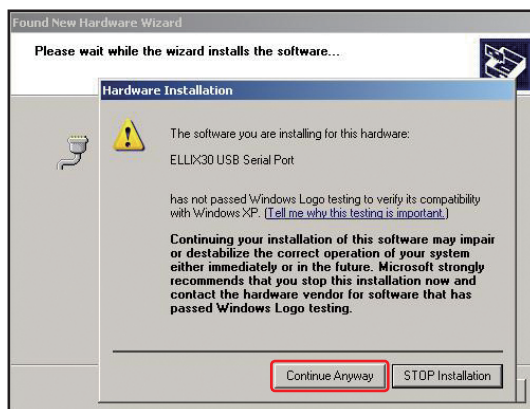 Found New Hardware Wizard
Please wait while the wizard installs the software...
Hardware Installation
The software you are installing for this hardware:
ELLIX30 USB Serial Port
has not passed Windows Logo testing to verify its compatibility
with Windows XP. (Tell me why this testing is important.)
Continuing your installation of this software may impair
or destabilize the correct operation of your system
either immediately or in the future. Microsoft strongly
recommends that you stop this installation now and
contact the hardware vendor for software that has
passed Windows Logo testing.
Continue Anyway
STOP Installation